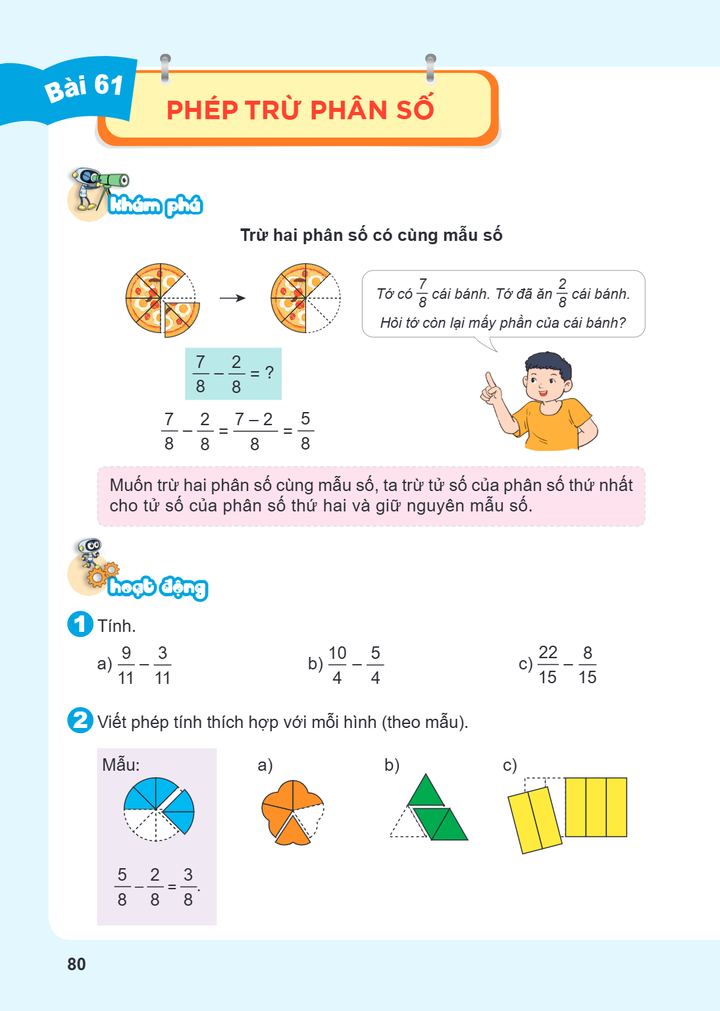 Bài 61
PHÉP TRỪ PHÂN SỐ
khám phá
Trừ hai phân số có cùng mẫu số
Tớ có 7/8 cái bánh. Tớ đã ăn 2/8 cái bánh.
Hỏi tớ còn lại mấy phần của cái bánh?
7/8 – 2/8 = ?
7/8 – 2/8 = (7 – 2)/8 = 5/8
Muốn trừ hai phân số cùng mẫu số, ta trừ tử số của phân số thứ nhất
cho tử số của phân số thứ hai và giữ nguyên mẫu số.
hoạt động
1 Tính.
a) 9/11 – 3/11 b) 10/4 – 5/4 c) 22/15 – 8/15
2 Viết phép tính thích hợp với mỗi hình (theo mẫu).
Mẫu: a) b) c)
5/8 – 2/8 = 3/8.
80